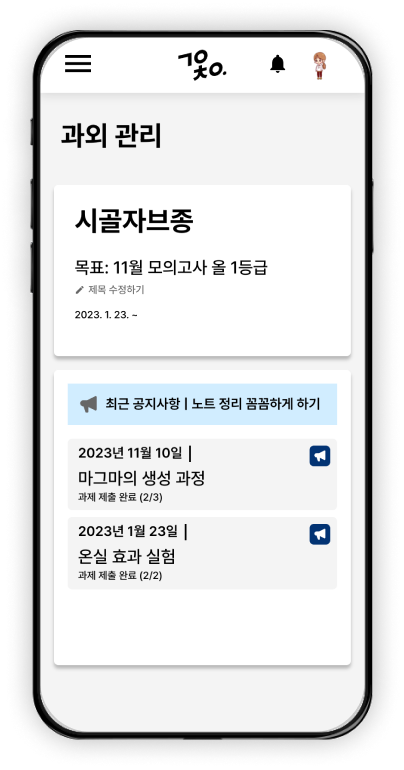 과외 관리
시골자브종
목표: 11월 모의고사 올 1등급
제목 수정하기
2023. 1. 23. ~
최근 공지사항 | 노트 정리 꼼꼼하게 하기
2023년 11월 10일 |
마그마의 생성 과정
과제 제출 완료 (2/3)
2023년 1월 23일 |
온실 효과 실험
과제 제출 완료 (2/2)